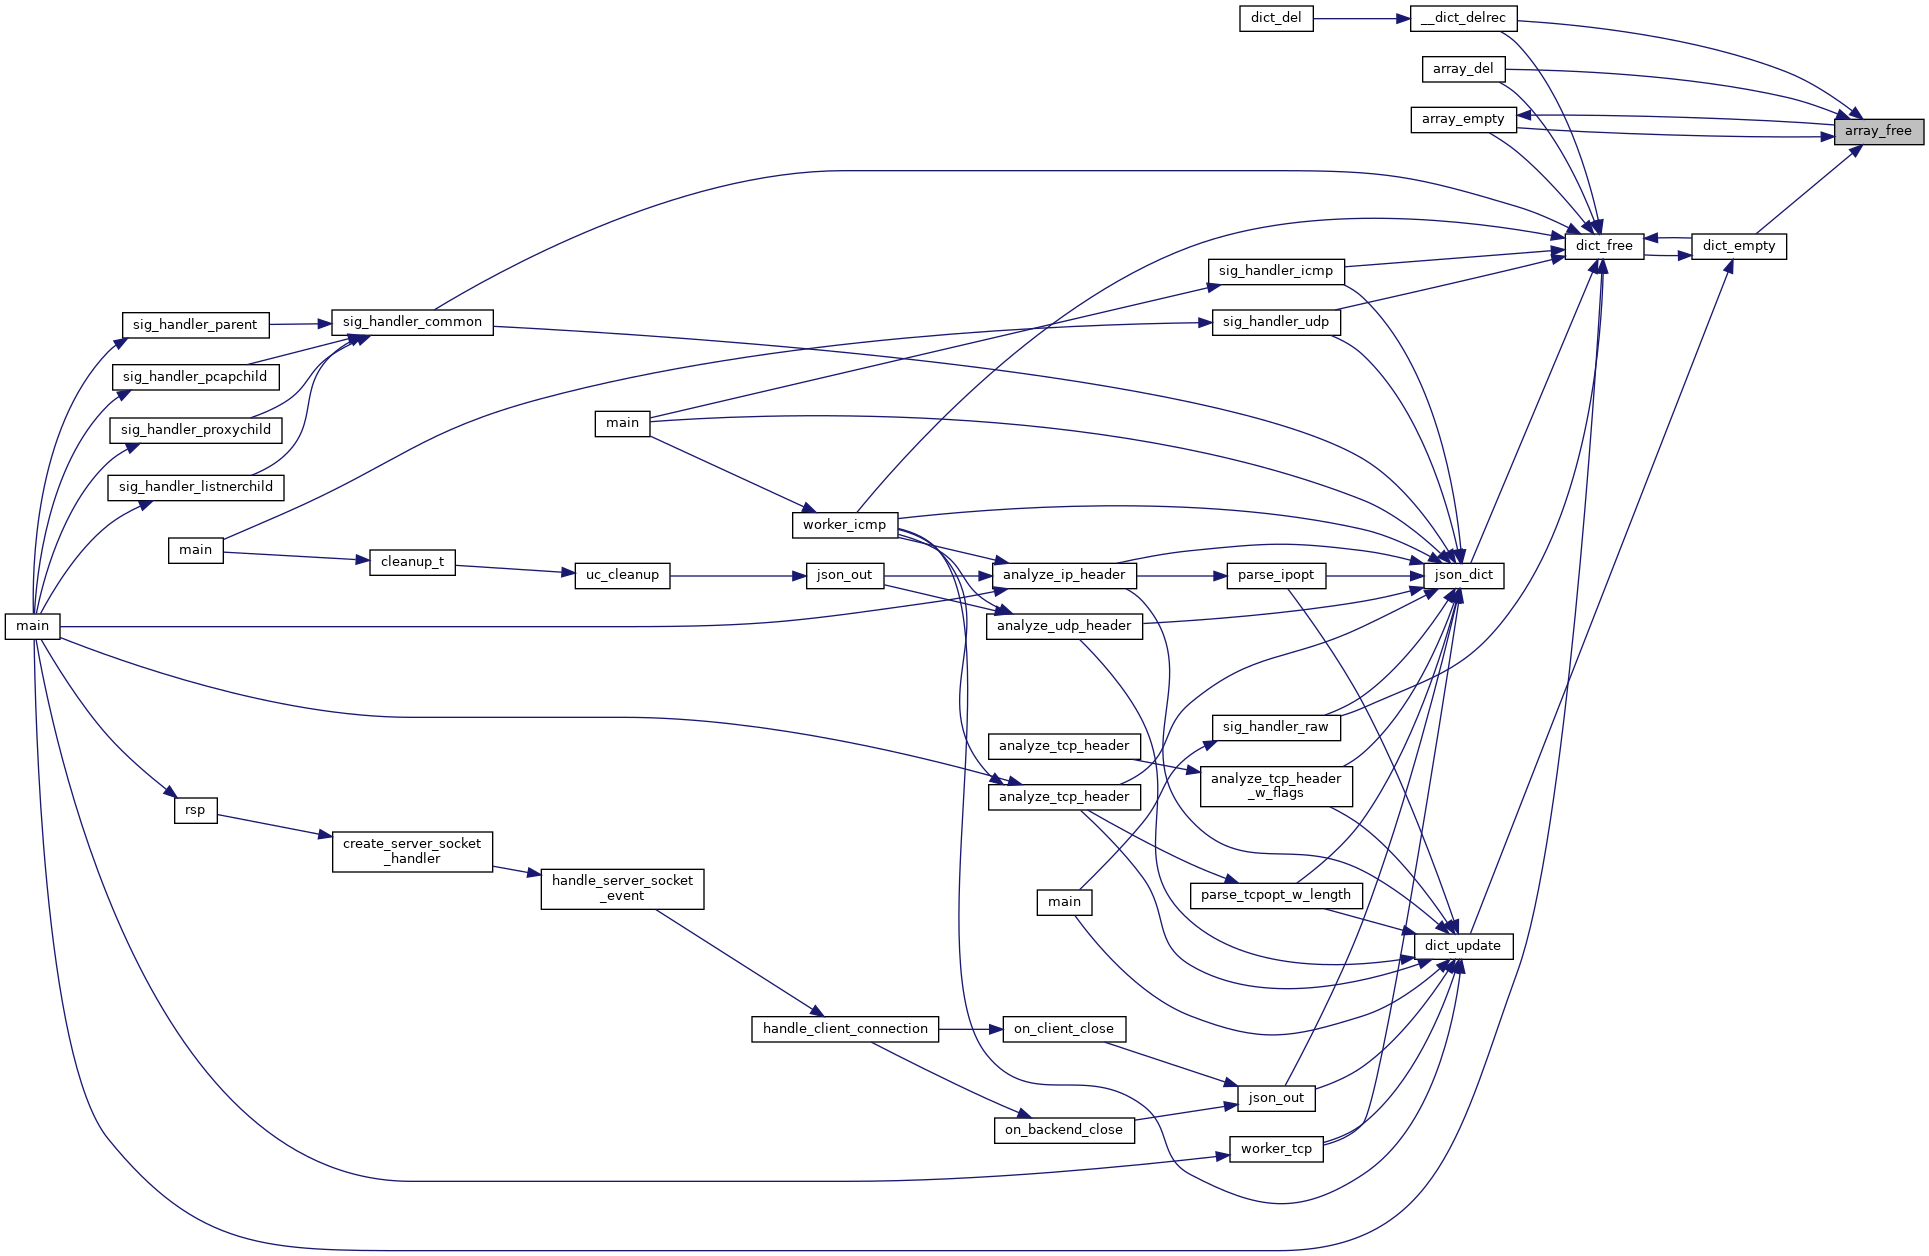 dict_del
__dict_delrec
array_del
array_empty
array_free
dict_free
dict_empty
sig_handler_icmp
sig_handler_udp
sig_handler_common
sig_handler_parent
sig_handler_pcapchild
sig_handler_proxychild
sig_handler_listnerchild
main
main
worker_icmp
main
cleanup_t
uc_cleanup
json_out
analyze_ip_header
parse_ipopt
json_dict
main
analyze_udp_header
sig_handler_raw
analyze_tcp_header
analyze_tcp_header
_w_flags
analyze_tcp_header
rsp
create_server_socket
_handler
handle_server_socket
_event
main
parse_tcpopt_w_length
dict_update
handle_client_connection
on_client_close
json_out
on_backend_close
worker_tcp